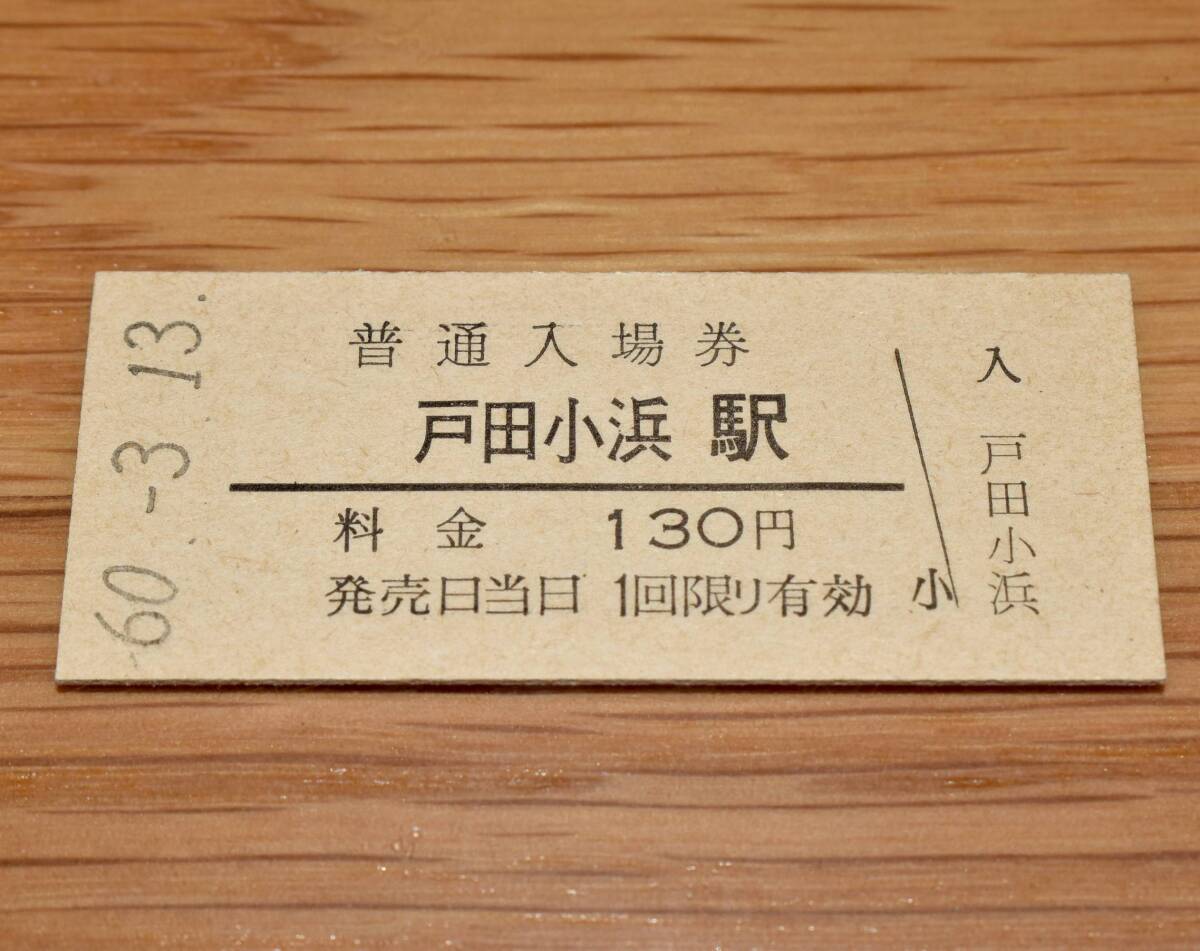 60-3.13.
普通入場券
戸田小浜 駅
料金 130円
発売日当日 1回限り有効 小
入
戸田小浜